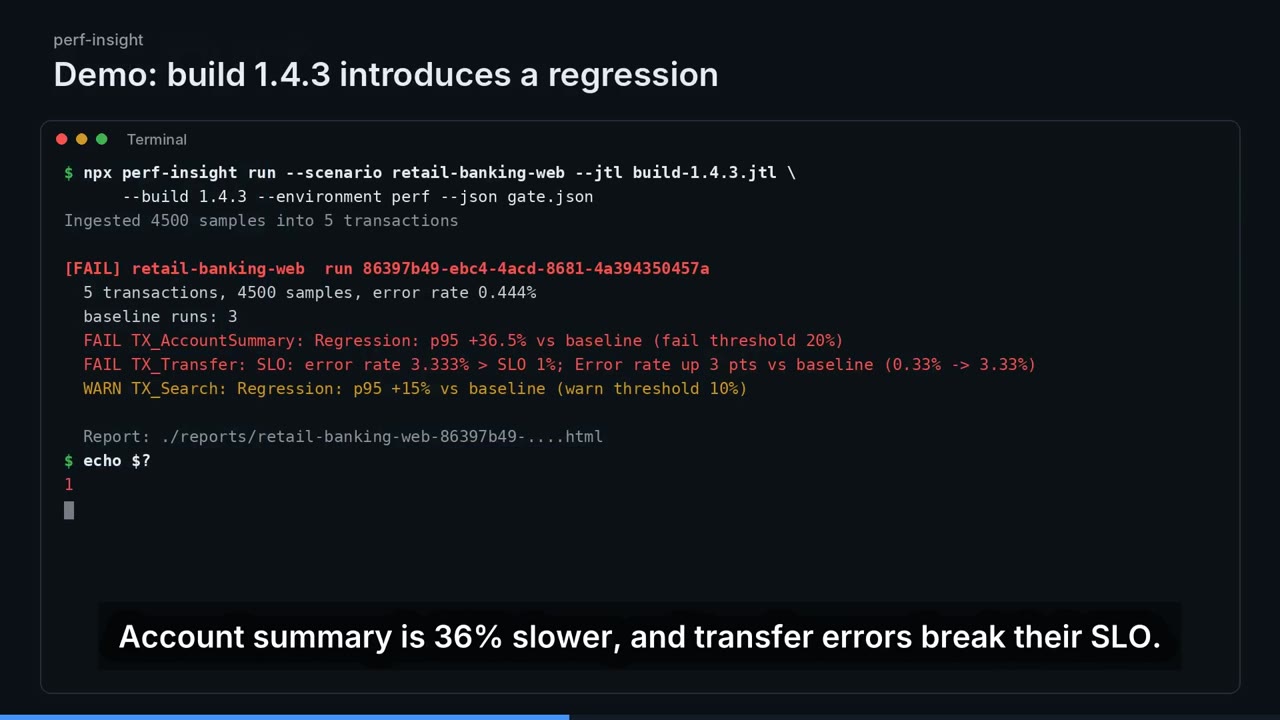 perf-insight
Demo: build 1.4.3 introduces a regression
Terminal
$ npx perf-insight run --scenario retail-banking-web --jtl build-1.4.3.jtl \
--build 1.4.3 --environment perf --json gate.json
Ingested 4500 samples into 5 transactions
[FAIL] retail-banking-web  run 86397b49-ebc4-4acd-8681-4a394350457a
5 transactions, 4500 samples, error rate 0.444%
baseline runs: 3
FAIL TX_AccountSummary: Regression: p95 +36.5% vs baseline (fail threshold 20%)
FAIL TX_Transfer: SLO: error rate 3.333% > SLO 1%; Error rate up 3 pts vs baseline (0.33% -> 3.33%)
WARN TX_Search: Regression: p95 +15% vs baseline (warn threshold 10%)
Report: ./reports/retail-banking-web-86397b49-....html
$ echo $?
1
Account summary is 36% slower, and transfer errors break their SLO.